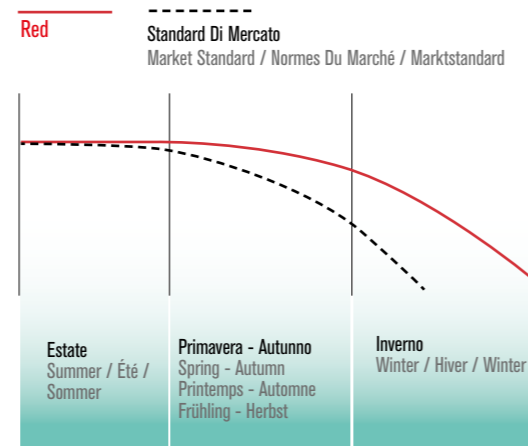 Red
Standard Di Mercato
Market Standard / Normes Du Marché / Marktstandard
Estate
Summer / Été /
Sommer
Primavera - Autunno
Spring - Autumn
Printemps - Automne
Frühling - Herbst
Inverno
Winter / Hiver / Winter